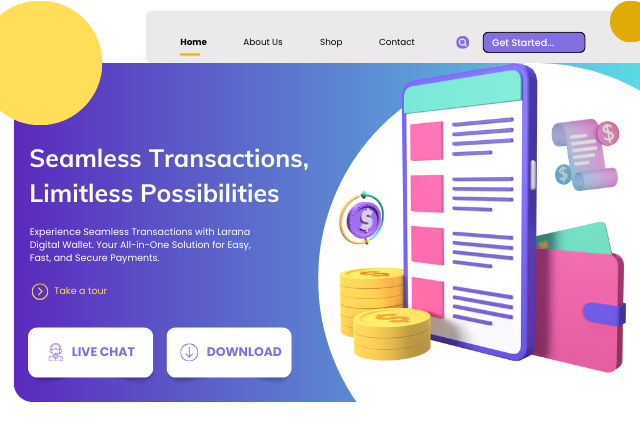 Home About Us Shop Contact Get Started...
Seamless Transactions,
Limitless Possibilities
Experience Seamless Transactions with Larana
Digital Wallet. Your All-in-One Solution for Easy,
Fast, and Secure Payments.
Take a tour
LIVE CHAT DOWNLOAD
$
$
$
$